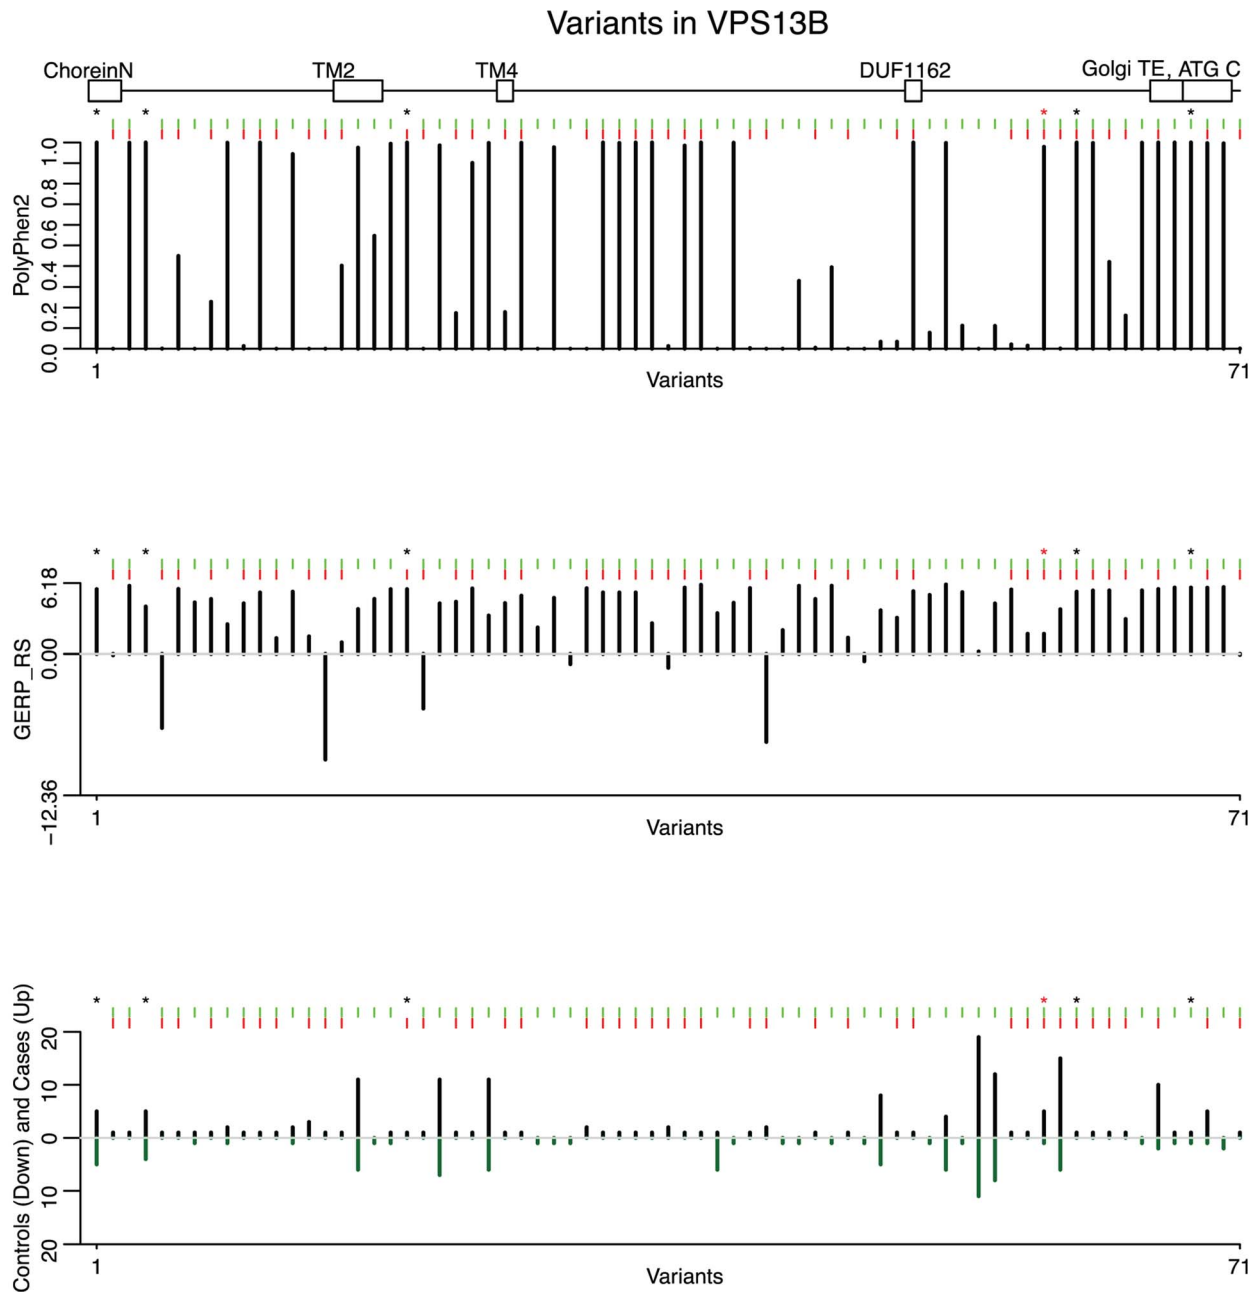 Variants in VPS13B
ChoreinN TM2 TM4 DUF1162 Golgi TE, ATG C
* * * * * *
PolyPhen2
1.0
0.8
0.6
0.4
0.2
0.0
1 71
Variants
* * * * * *
GERP_RS
6.18
0.00
−12.36
1 71
Variants
* * * * * *
Controls (Down) and Cases (Up)
20
10
0
10
20
1 71
Variants